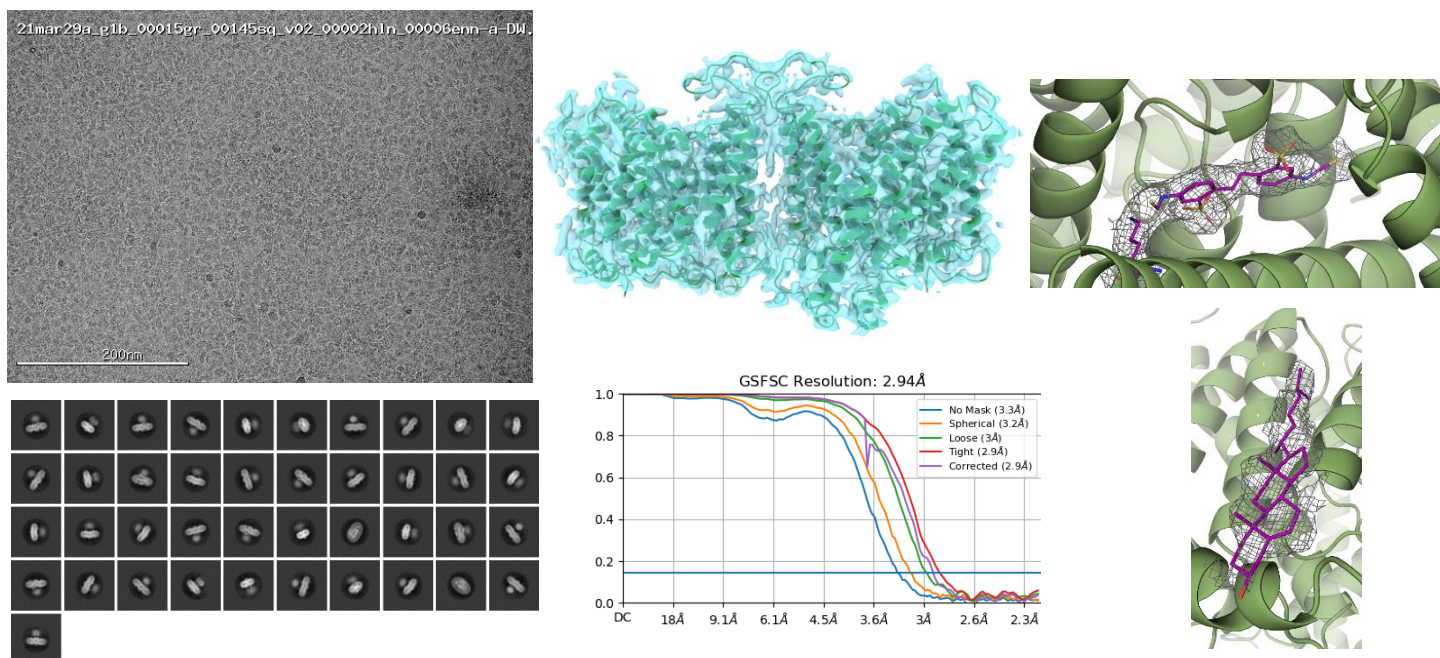 21mar29a_g1b_00015gr_00145sq_v02_00002hln_00006enn-a-DW.
200nm
GSFSC Resolution: 2.94Å
1.0
0.8
0.6
0.4
0.2
0.0
No Mask (3.3Å)
Spherical (3.2Å)
Loose (3Å)
Tight (2.9Å)
Corrected (2.9Å)
DC 18Å 9.1Å 6.1Å 4.5Å 3.6Å 3Å 2.6Å 2.3Å